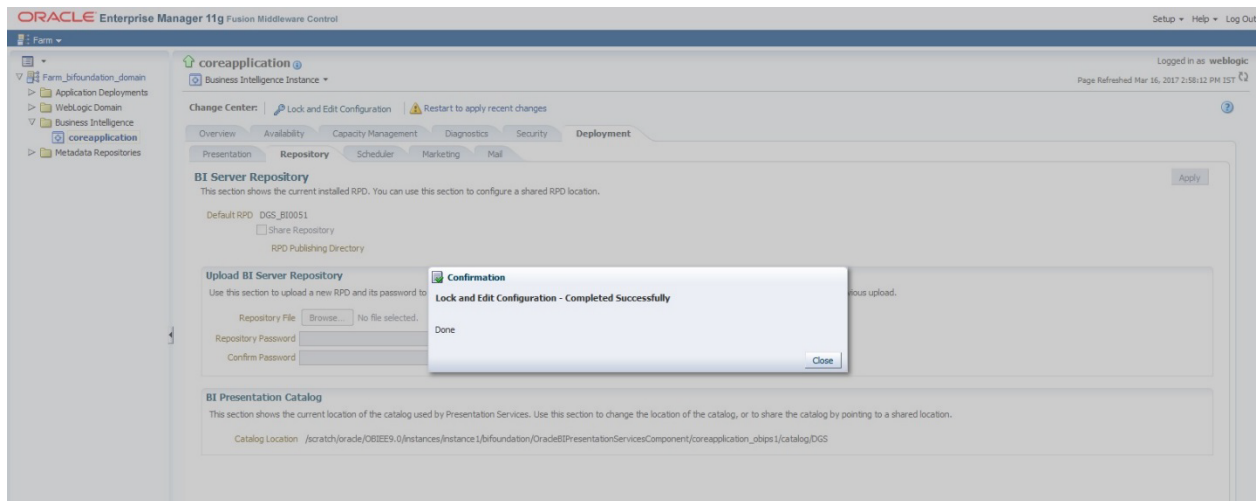 ORACLE Enterprise Manager 11g Fusion Middleware Control
Setup Help Log Out
Farm
Farm_bifoundation_domain
Application Deployments
WebLogic Domain
Business Intelligence
coreapplication
Metadata Repositories
coreapplication
Logged in as weblogic
Business Intelligence Instance
Page Refreshed Mar 16, 2017 2:58:12 PM IST
Change Center: Lock and Edit Configuration Restart to apply recent changes
Overview Availability Capacity Management Diagnostics Security Deployment
Presentation Repository Scheduler Marketing Mail
BI Server Repository
Apply
This section shows the current installed RPD. You can use this section to configure a shared RPD location.
Default RPD DGS_BI0051
Share Repository
RPD Publishing Directory
Upload BI Server Repository
Use this section to upload a new RPD and its password to
vious upload.
Repository File Browse... No file selected.
Repository Password
Confirm Password
Confirmation
Lock and Edit Configuration - Completed Successfully
Done
Close
BI Presentation Catalog
This section shows the current location of the catalog used by Presentation Services. Use this section to change the location of the catalog, or to share the catalog by pointing to a shared location.
Catalog Location /scratch/oracle/OBIEE9.0/instances/instance1/bifoundation/OracleBIPresentationServicesComponent/coreapplication_obips1/catalog/DGS